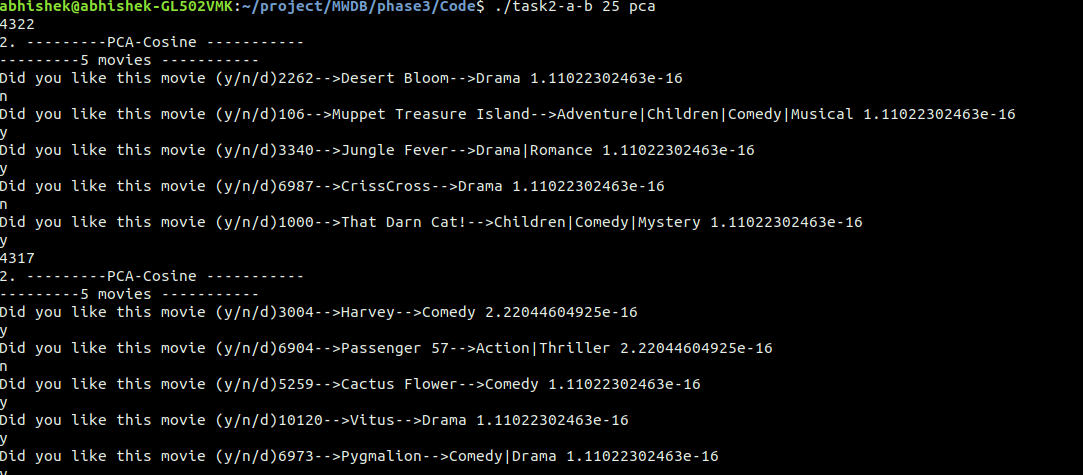 abhishek@abhishek-GL502VMK:~/project/MWDB/phase3/Code$ ./task2-a-b 25 pca
4322
2. ---------PCA-Cosine -----------
---------5 movies -----------
Did you like this movie (y/n/d)2262-->Desert Bloom-->Drama 1.11022302463e-16
n
Did you like this movie (y/n/d)106-->Muppet Treasure Island-->Adventure|Children|Comedy|Musical 1.11022302463e-16
y
Did you like this movie (y/n/d)3340-->Jungle Fever-->Drama|Romance 1.11022302463e-16
y
Did you like this movie (y/n/d)6987-->CrissCross-->Drama 1.11022302463e-16
n
Did you like this movie (y/n/d)1000-->That Darn Cat!-->Children|Comedy|Mystery 1.11022302463e-16
y
4317
2. ---------PCA-Cosine -----------
---------5 movies -----------
Did you like this movie (y/n/d)3004-->Harvey-->Comedy 2.22044604925e-16
y
Did you like this movie (y/n/d)6904-->Passenger 57-->Action|Thriller 2.22044604925e-16
n
Did you like this movie (y/n/d)5259-->Cactus Flower-->Comedy 1.11022302463e-16
y
Did you like this movie (y/n/d)10120-->Vitus-->Drama 1.11022302463e-16
y
Did you like this movie (y/n/d)6973-->Pygmalion-->Comedy|Drama 1.11022302463e-16
y